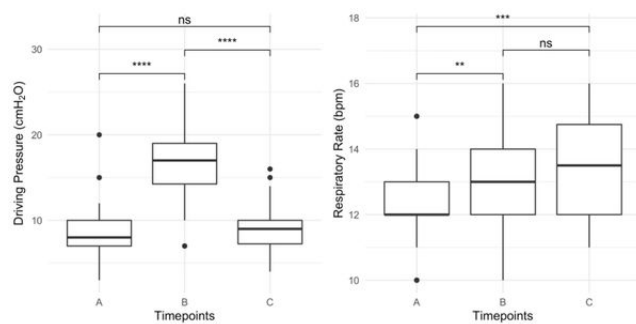 ns
****
****
30
20
10
Driving Pressure (cmH₂O)
A
B
C
Timepoints
***
ns
**
18
16
14
12
10
Respiratory Rate (bpm)
A
B
C
Timepoints